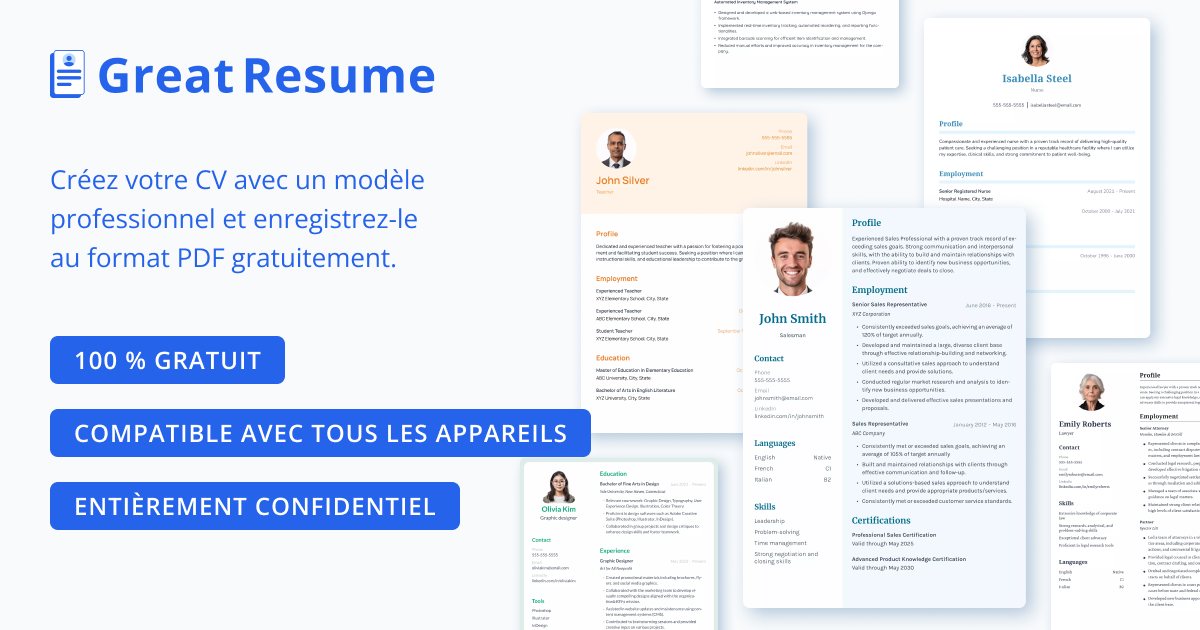 Great Resume
Créez votre CV avec un modèle
professionnel et enregistrez-le
au format PDF gratuitement.
100 % GRATUIT
COMPATIBLE AVEC TOUS LES APPAREILS
ENTIÈREMENT CONFIDENTIEL
Automated Inventory Management System
• Designed and developed a web-based inventory management system using Django
framework.
• Implemented real-time inventory tracking, automated reordering, and reporting func-
tionalities.
• Integrated barcode scanning for efficient item identification and management.
• Reduced manual efforts and improved accuracy in inventory management for the com-
pany.
Isabella Steel
Nurse
555-555-5555 | isabellasteel@email.com
Profile
Compassionate and experienced nurse with a proven track record of delivering high-quality
patient care. Seeking a challenging position in a reputable healthcare facility where I can utilize
my expertise, clinical skills, and strong commitment to patient well-being.
Employment
Senior Registered Nurse August 2021 - Present
Hospital Name, City, State
October 2000 - July 2021
October 1996 - June 2000
John Silver
Teacher
Phone
555-555-5555
Email
johnsilver@email.com
LinkedIn
linkedin.com/in/johnsilver
Profile
Dedicated and experienced teacher with a passion for fostering a pos
ment and facilitating student success. Seeking a position where I can
instructional skills, and educational leadership to contribute to the gr
Employment
Experienced Teacher
XYZ Elementary School, City, State
Experienced Teacher
ABC Elementary School, City, State
Student Teacher September
XYZ Elementary School, City, State
Education
Master of Education in Elementary Education
ABC University, City, State
Bachelor of Arts in English Literature
XYZ University, City, State
John Smith
Salesman
Contact
Phone
555-555-5555
Email
johnsmith@email.com
LinkedIn
linkedin.com/in/johnsmith
Languages
English Native
French C1
Italian B2
Skills
Leadership
Problem-solving
Time management
Strong negotiation and
closing skills
Profile
Experienced Sales Professional with a proven track record of ex-
ceeding sales goals. Strong communication and interpersonal
skills, with the ability to build and maintain relationships with
clients. Proven ability to identify new business opportunities,
and effectively negotiate deals to close.
Employment
Senior Sales Representative June 2016 - Present
XYZ Corporation
• Consistently exceeded sales goals, achieving an average of
120% of target annually.
• Developed and maintained a large, diverse client base
through effective relationship-building and networking.
• Utilized a consultative sales approach to understand
client needs and provide solutions.
• Conducted regular market research and analysis to iden-
tify new business opportunities.
• Developed and delivered effective sales presentations and
proposals.
Sales Representative January 2012 - May 2016
ABC Company
• Consistently met or exceeded sales goals, achieving an
average of 105% of target annually
• Built and maintained relationships with clients through
effective communication and follow-up.
• Utilized a solutions-based sales approach to understand
client needs and provide appropriate products/services.
• Consistently met or exceeded customer service standards.
Certifications
Professional Sales Certification
Valid through May 2025
Advanced Product Knowledge Certification
Valid through May 2030
Olivia Kim
Graphic designer
Contact
Phone
555-555-5555
Email
oliviakim@email.com
LinkedIn
linkedin.com/in/oliviakim
Tools
Photoshop
Illustrator
InDesign
Education
Bachelor of Fine Arts in Design
Yale University, New Haven, Connecticut
• Relevant coursework: Graphic Design, Typography, User
Experience Design, Illustration, Color Theory
• Proficient in design software such as Adobe Creative
Suite (Photoshop, Illustrator, InDesign).
• Collaborated in group projects and design critiques to
enhance design skills and foster teamwork.
Experience
Graphic Designer
Art for All Nonprofit
• Created promotional materials including brochures, fly-
ers, and social media graphics.
• Collaborated with the marketing team to develop vi-
sually compelling designs aligned with the organiza-
• Assisted in website updates and maintenance using con-
tent management systems (CMS).
• Contributed to brainstorming sessions and provided
creative input on various projects.
Emily Roberts
Lawyer
Contact
Phone
555-555-5555
Email
emilyroberts@email.com
LinkedIn
linkedin.com/in/emilyroberts
Skills
Extensive knowledge of corporate
law
Strong research, analytical, and
problem-solving skills
Exceptional client advocacy
Proficient in legal research tools
Languages
English Native
French C1
Italian B2
Profile
Employment
Senior Attorney
Partner